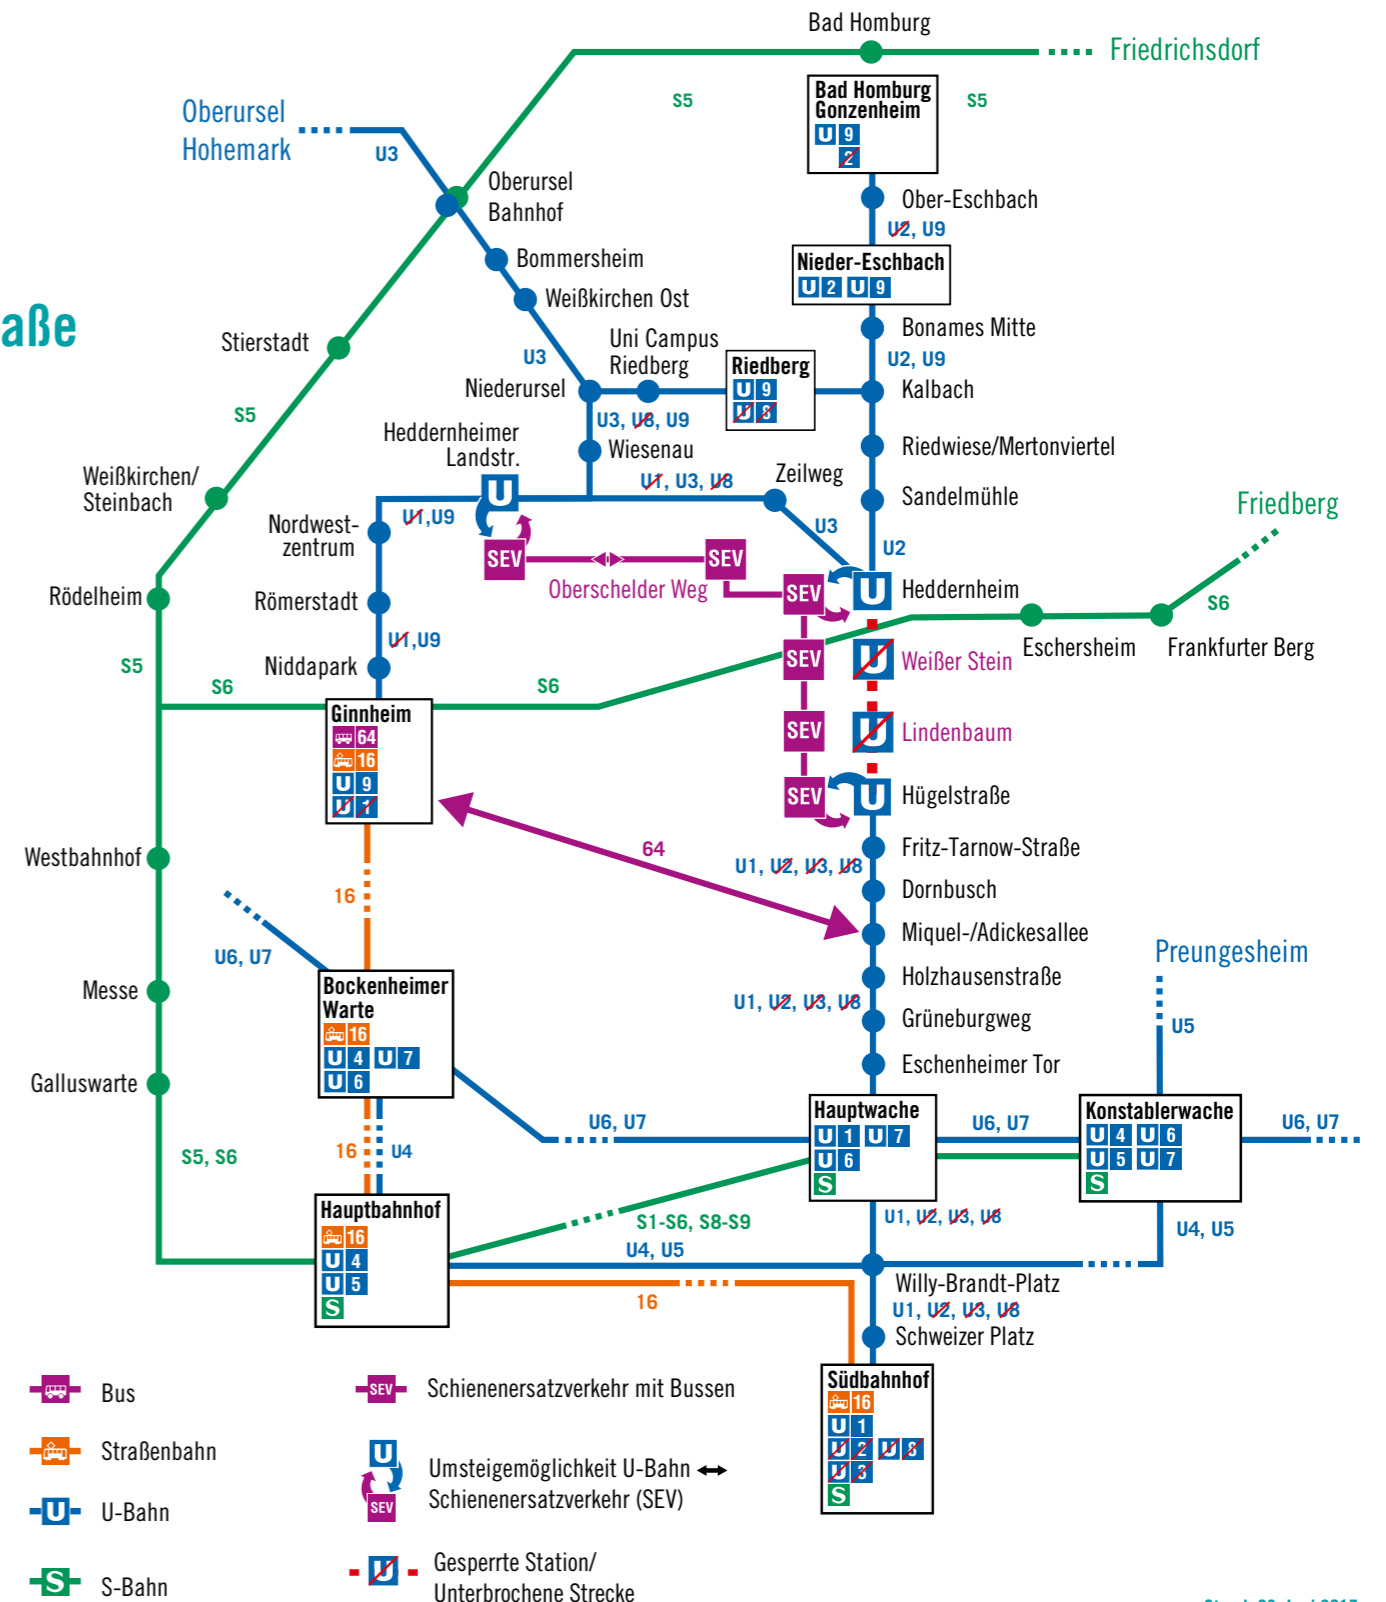 Bad Homburg
Friedrichsdorf
S5
S5
Bad Homburg
Gonzenheim
U 9
2
Oberursel
Hohemark
U3
Oberursel
Bahnhof
Ober-Eschbach
U2, U9
Nieder-Eschbach
U 2 U 9
Bommersheim
Weißkirchen Ost
aße
Stierstadt
Bonames Mitte
U2, U9
Uni Campus
Riedberg
Riedberg
U 9
U 8
U3
Niederursel
Kalbach
S5
U3, U8, U9
Heddernheimer
Landstr.
Wiesenau
Riedwiese/Mertonviertel
Weißkirchen/
Steinbach
U1, U3, U8
Zeilweg
Sandelmühle
Friedberg
U
U1,U9
Nordwest-
zentrum
U3
U2
SEV
SEV
Oberschelder Weg
SEV
U
Heddernheim
Rödelheim
Römerstadt
S6
U1,U9
Eschersheim
Frankfurter Berg
S5
Niddapark
SEV
U
Weißer Stein
S6
S6
Ginnheim
64
16
U 9
U 1
SEV
U
Lindenbaum
SEV
U
Hügelstraße
64
Westbahnhof
Fritz-Tarnow-Straße
U1, U2, U3, U8
Dornbusch
16
Miquel-/Adickesallee
U6, U7
Preungesheim
Bockenheimer
Warte
16
U 4 U 7
U 6
Messe
Holzhausenstraße
U1, U2, U3, U8
Grüneburgweg
U5
Eschenheimer Tor
Galluswarte
Hauptwache
U 1 U 7
U 6
S
Konstablerwache
U 4 U 6
U 5 U 7
S
U6, U7
U6, U7
U6, U7
16
U4
S5, S6
Hauptbahnhof
16
U 4
U 5
S
S1-S6, S8-S9
U1, U2, U3, U8
U4, U5
U4, U5
Willy-Brandt-Platz
16
U1, U2, U3, U8
Schweizer Platz
Südbahnhof
16
U 1
U 2 U 8
U 3
S
Bus
SEV
Schienenersatzverkehr mit Bussen
Straßenbahn
U
SEV
Umsteigemöglichkeit U-Bahn
Schienenersatzverkehr (SEV)
U
U-Bahn
U
Gesperrte Station/
Unterbrochene Strecke
S
S-Bahn